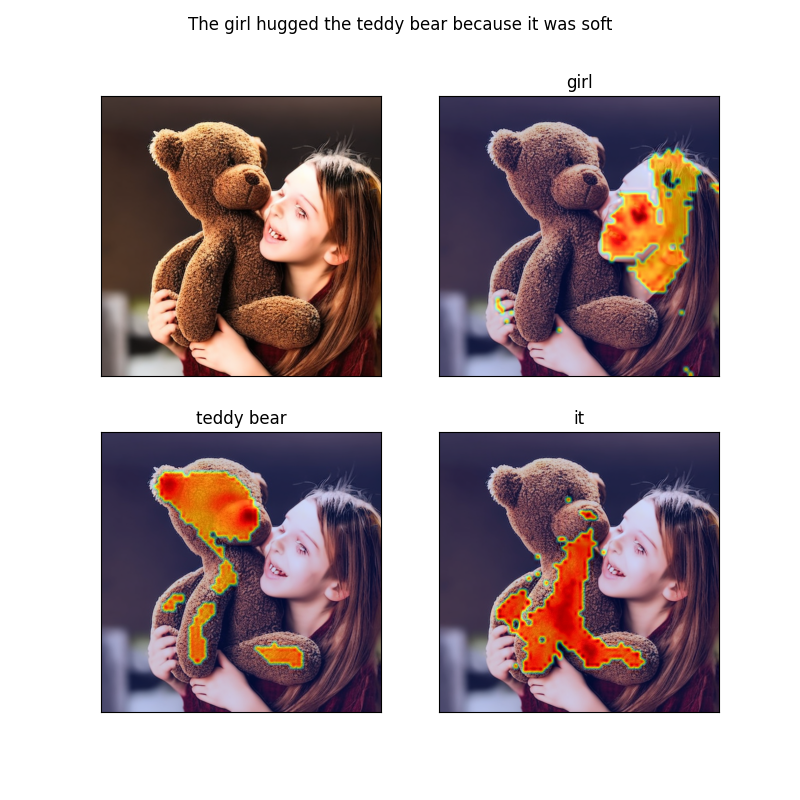 The girl hugged the teddy bear because it was soft
girl
teddy bear
it